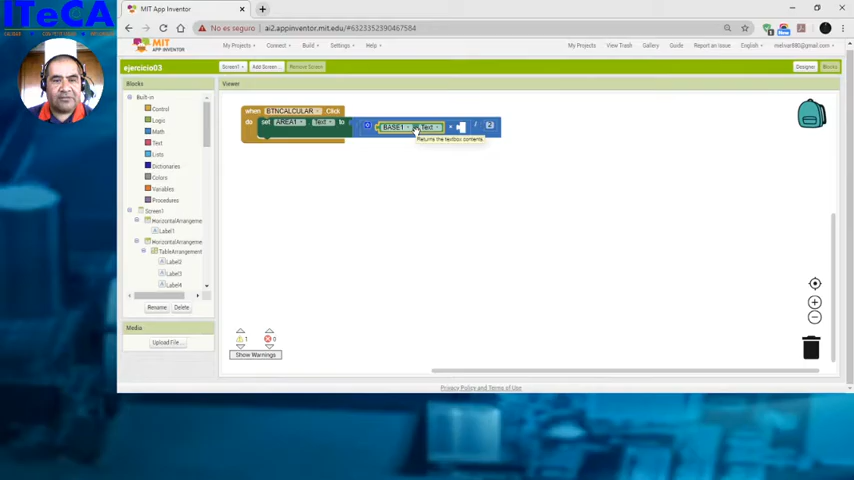 ITeCA
MIT App Inventor
No es seguro | ai2.appinventor.mit.edu/#6323352390467584
MIT
APP INVENTOR
My Projects
Connect
Build
Settings
Help
My Projects
View Trash
Gallery
Guide
Report an Issue
English
ejercicio03
Screen1
Add Screen ...
Remove Screen
Designer
Blocks
Blocks
Viewer
Built-in
Control
Logic
Math
Text
Lists
Dictionaries
Colors
Variables
Procedures
Screen1
HorizontalArrangeme
Label1
HorizontalArrangeme
TableArrangement
Label2
Label3
Label4
Rename
Delete
Media
Upload File ...
when BTNCALCULAR .Click
do set AREA1 . Text to
BASE1 . Text
/ 2
Returns the textbox contents.
1
0
Show Warnings
Privacy Policy and Terms of Use